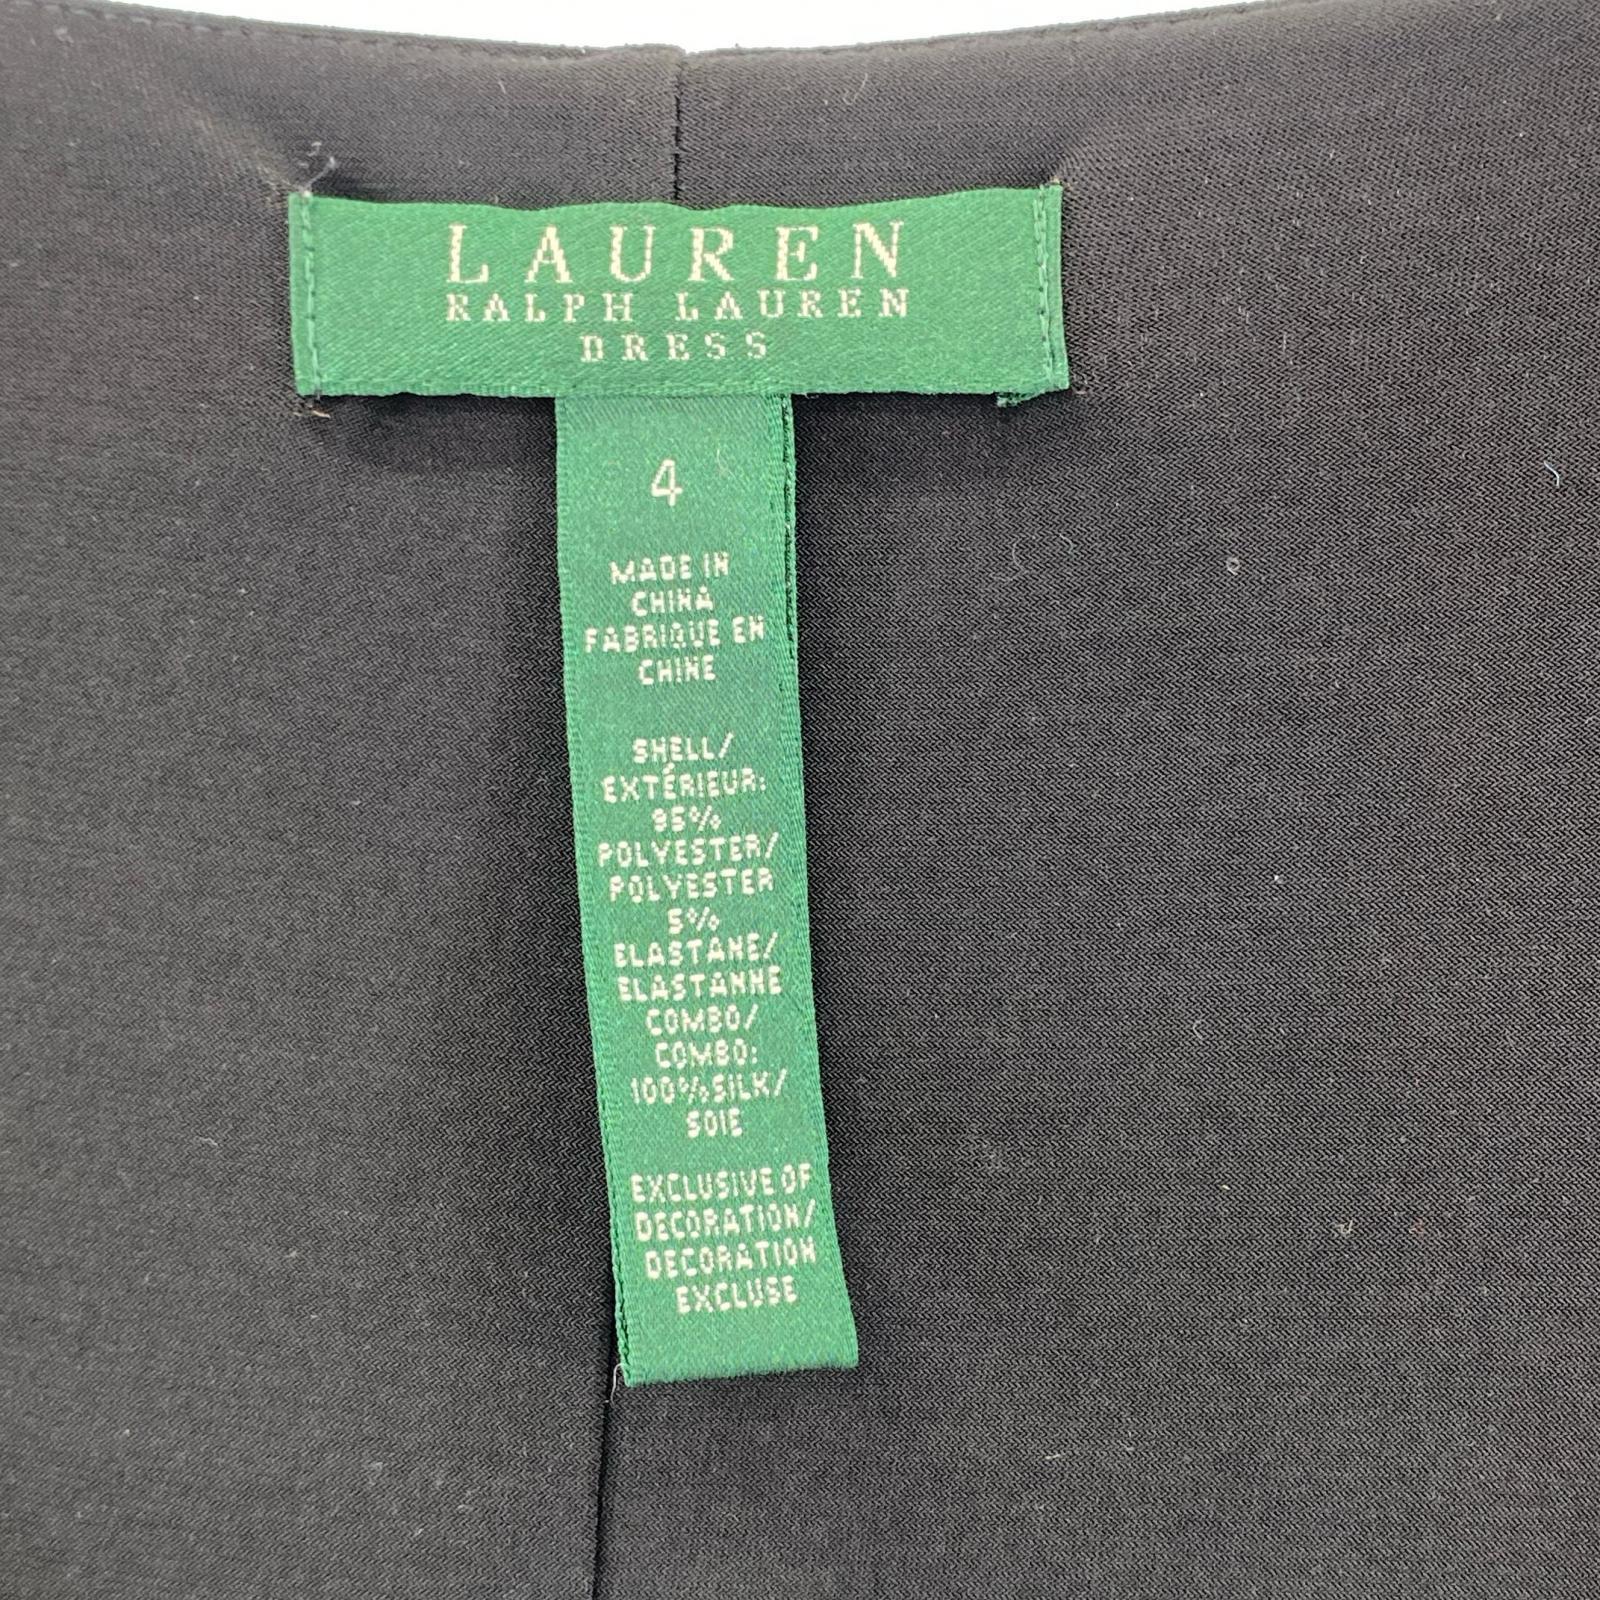 LAUREN
RALPH LAUREN
DRESS
4
MADE IN
CHINA
FABRIQUE EN
CHINE
SHELL/
EXTÉRIEUR:
95%
POLYESTER/
POLYESTER
5%
ELASTANE/
ELASTANNE
COMBO/
COMBO:
100%SILK/
SOIE
EXCLUSIVE OF
DECORATION/
DECORATION
EXCLUSE